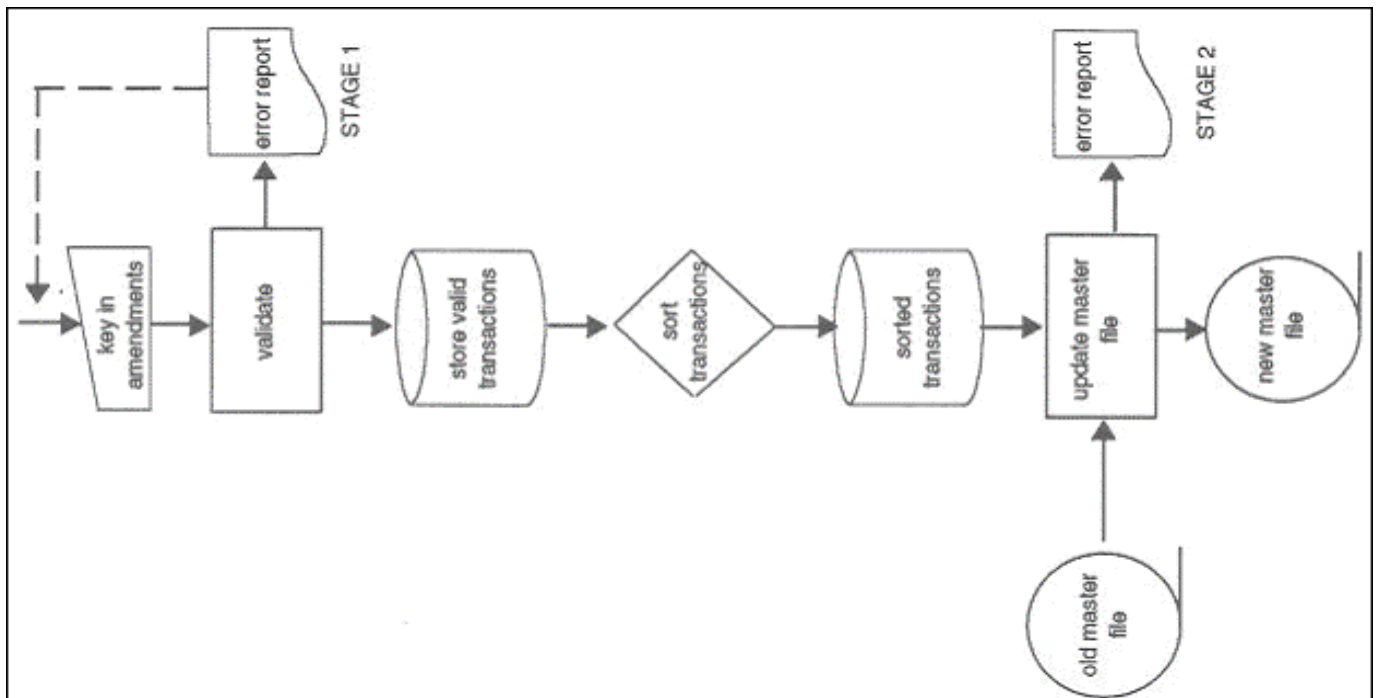 error report
STAGE 1
key in
amendments
validate
store valid
transactions
sort
transactions
sorted
transactions
error report
STAGE 2
update master
file
old master
file
new master
file